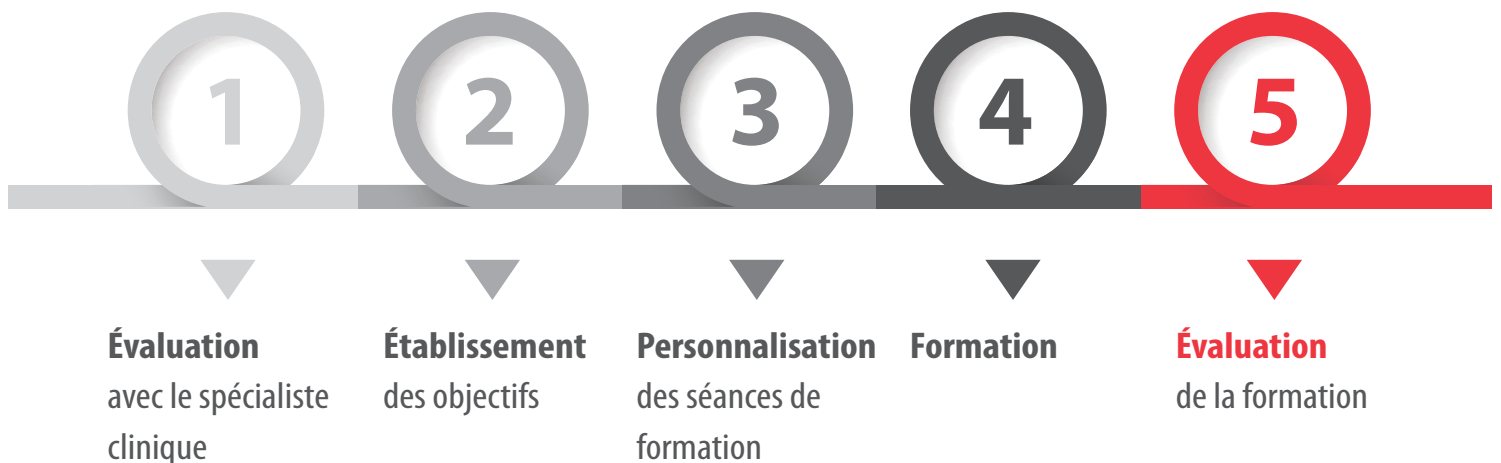 1
2
3
4
5
Évaluation
avec le spécialiste
clinique
Établissement
des objectifs
Personnalisation
des séances de
formation
Formation
Évaluation
de la formation